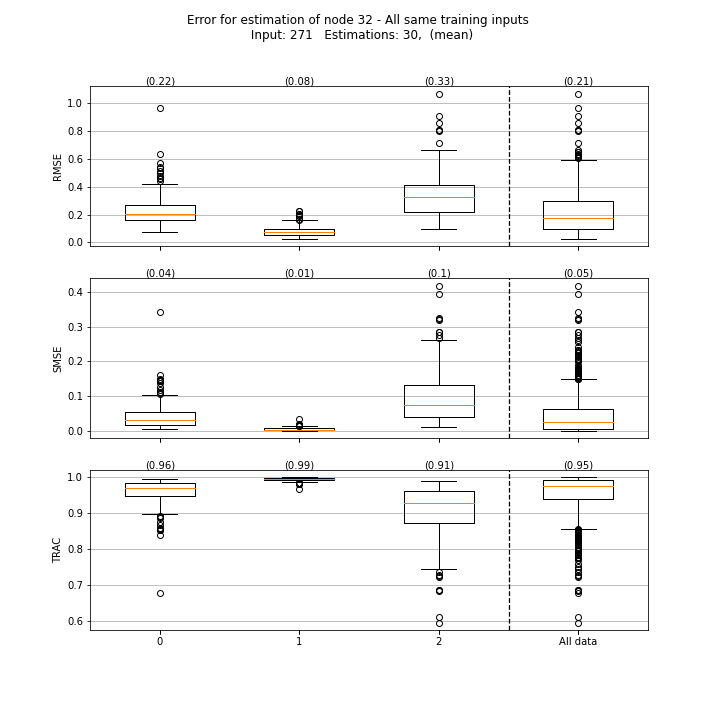 Error for estimation of node 32 - All same training inputs
Input: 271   Estimations: 30,  (mean)
(0.22) (0.08) (0.33) (0.21)
1.0
0.8
0.6
0.4
0.2
0.0
RMSE
(0.04) (0.01) (0.1) (0.05)
0.4
0.3
0.2
0.1
0.0
SMSE
(0.96) (0.99) (0.91) (0.95)
1.0
0.9
0.8
0.7
0.6
TRAC
0 1 2 All data